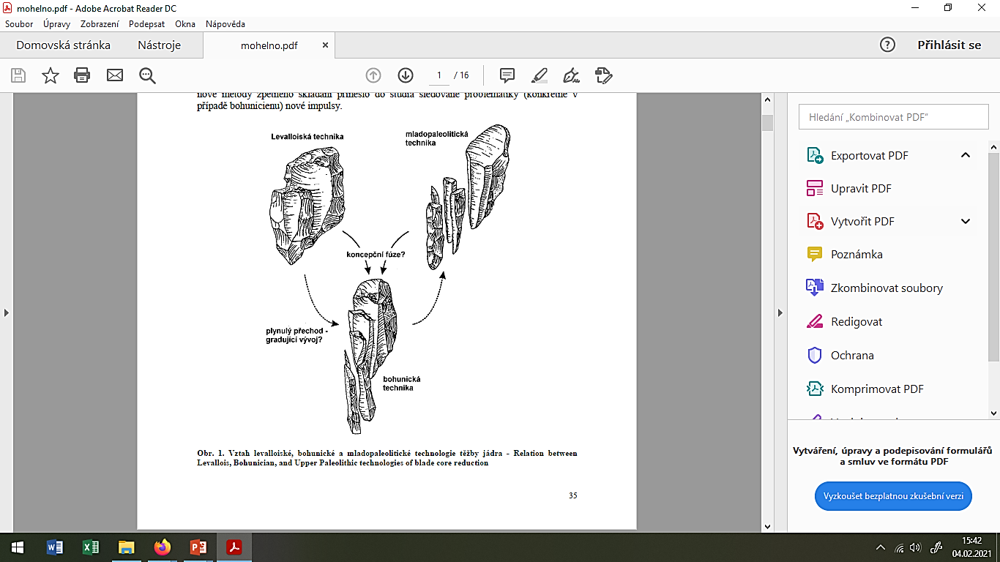 mohelno.pdf - Adobe Acrobat Reader DC
Soubor Úpravy Zobrazení Podepsat Okna Nápověda
Domovská stránka Nástroje mohelno.pdf × ? Přihlásit se
1 / 16
nové metody zpětného skládání přineslo do studia sledované problematiky (konkrétně v
případě bohunicienu) nové impulsy.
Levalloiská technika
mladopaleolitická
technika
koncepční fúze?
plynulý přechod -
gradující vývoj?
bohunická
technika
Obr. 1. Vztah levalloiské, bohunické a mladopaleolitické technologie těžby jádra - Relation between
Levallois, Bohunician, and Upper Paleolithic technologies of blade core reduction
35
Hledání „Kombinovat PDF"
Exportovat PDF
Upravit PDF
Vytvořit PDF
Poznámka
Zkombinovat soubory
Redigovat
Ochrana
Komprimovat PDF
Vytváření, úpravy a podepisování formulářů
a smluv ve formátu PDF
Vyzkoušet bezplatnou zkušební verzi
15:42
04.02.2021